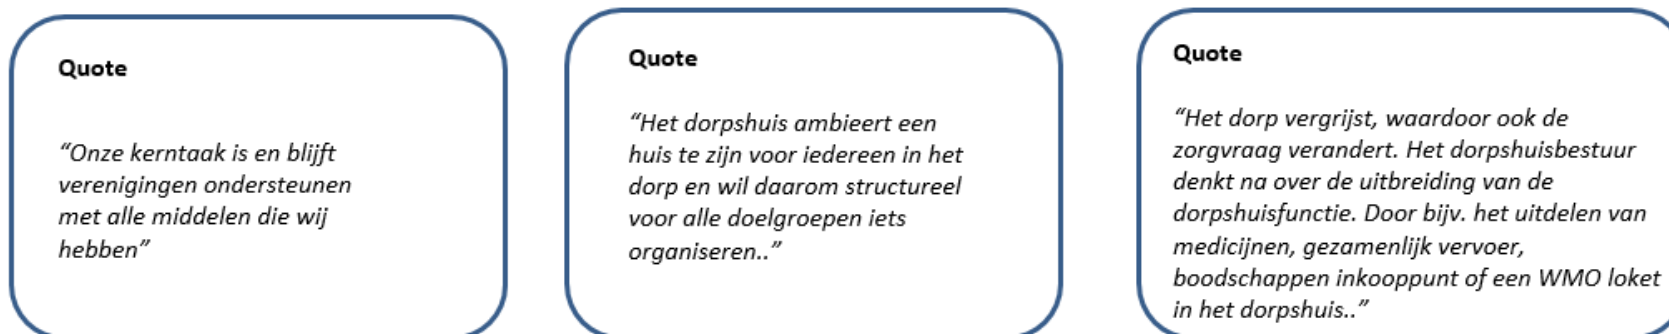 Quote
“Onze kerntaak is en blijft
verenigingen ondersteunen
met alle middelen die wij
hebben”
Quote
“Het dorpshuis ambieert een
huis te zijn voor iedereen in het
dorp en wil daarom structureel
voor alle doelgroepen iets
organiseren..”
Quote
“Het dorp vergrijst, waardoor ook de
zorgvraag verandert. Het dorpshuisbestuur
denkt na over de uitbreiding van de
dorpshuisfunctie. Door bijv. het uitdelen van
medicijnen, gezamenlijk vervoer,
boodschappen inkooppunt of een WMO loket
in het dorpshuis..”